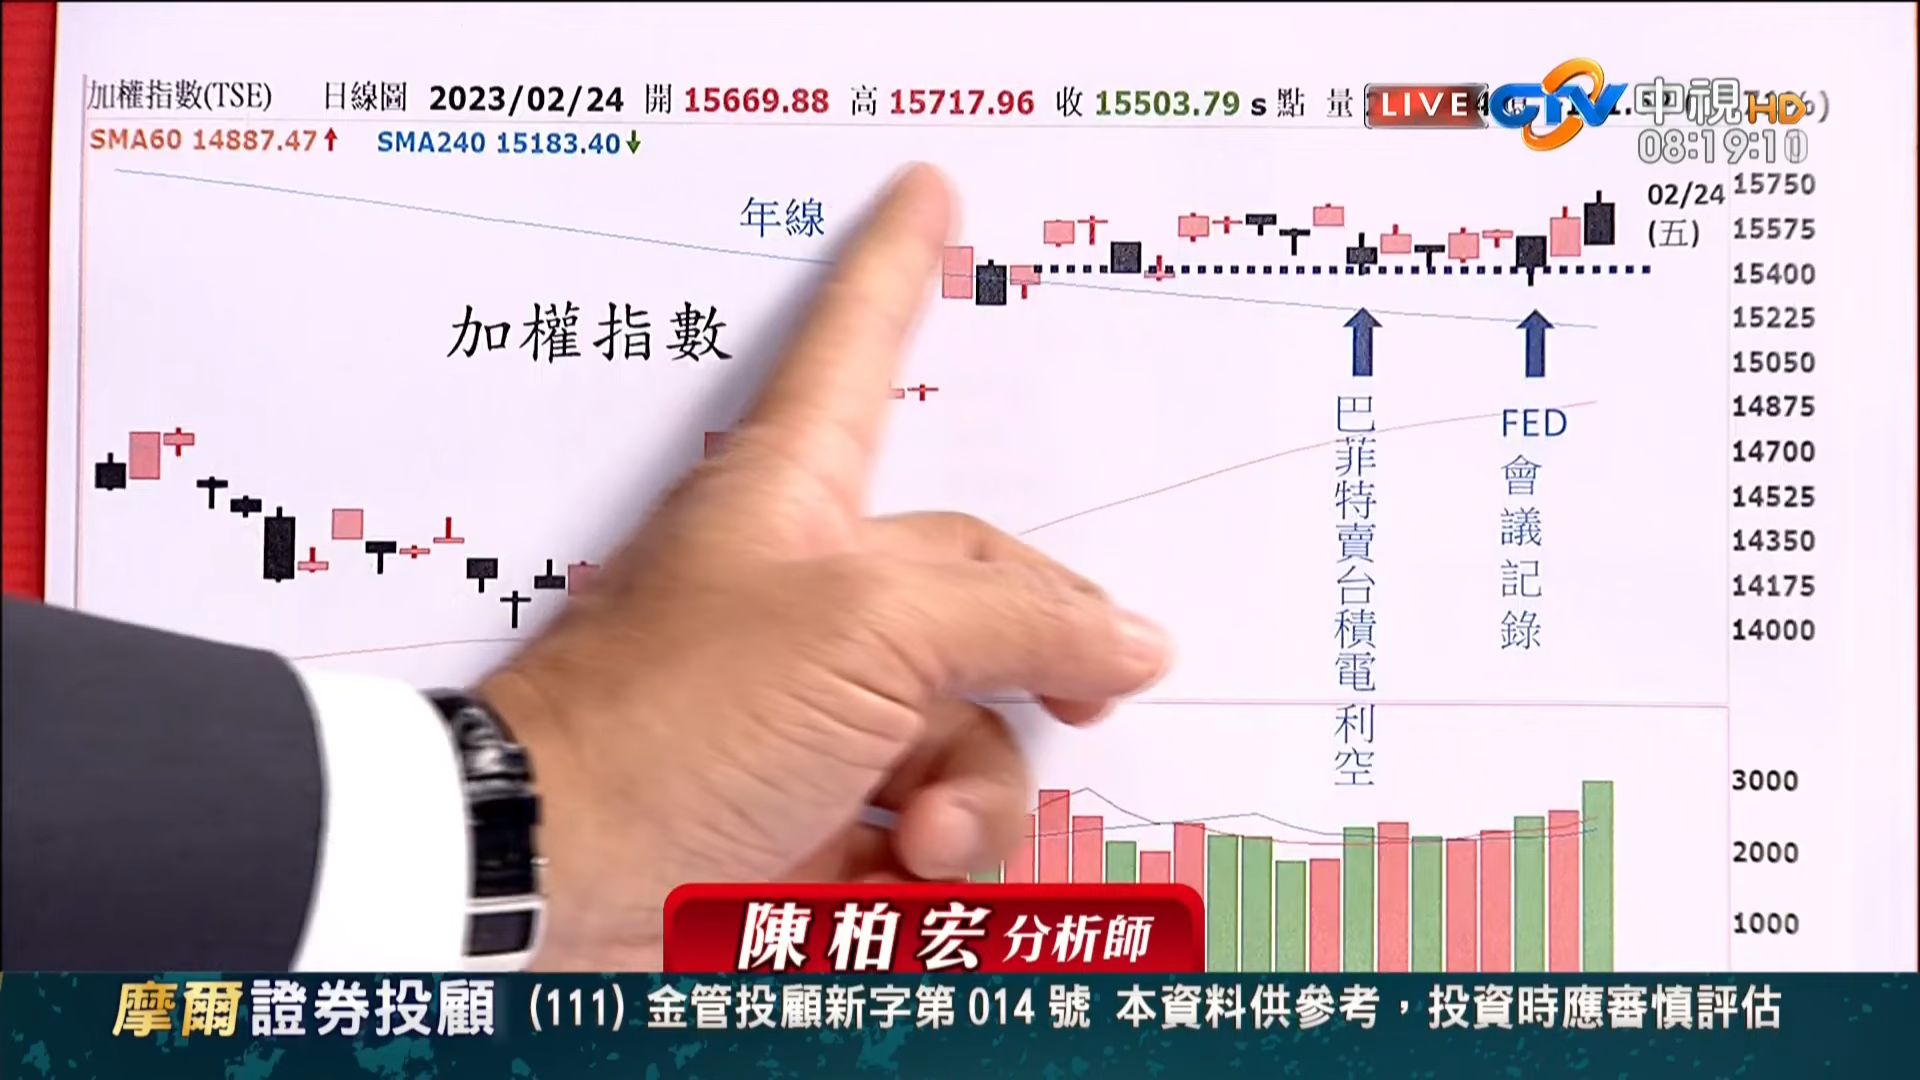 加權指數(TSE) 日線圖 2023/02/24 開 15669.88 高 15717.96 收 15503.79 s 點 量
LIVE CTV 中視HD
08:19:10
SMA60 14887.47↑ SMA240 15183.40↓
02/24
(五)
年線
加權指數
巴菲特賣台積電利空
FED
會議記錄
15750
15575
15400
15225
15050
14875
14700
14525
14350
14175
14000
3000
2000
1000
陳柏宏分析師
摩爾證券投顧 (111) 金管投顧新字第014號 本資料供參考，投資時應審慎評估